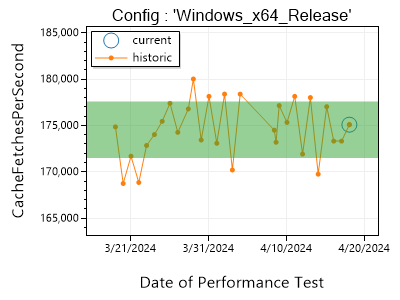 Config : 'Windows_x64_Release'
current
historic
185,000
180,000
175,000
170,000
165,000
CacheFetchesPerSecond
3/21/2024
3/31/2024
4/10/2024
4/20/2024
Date of Performance Test